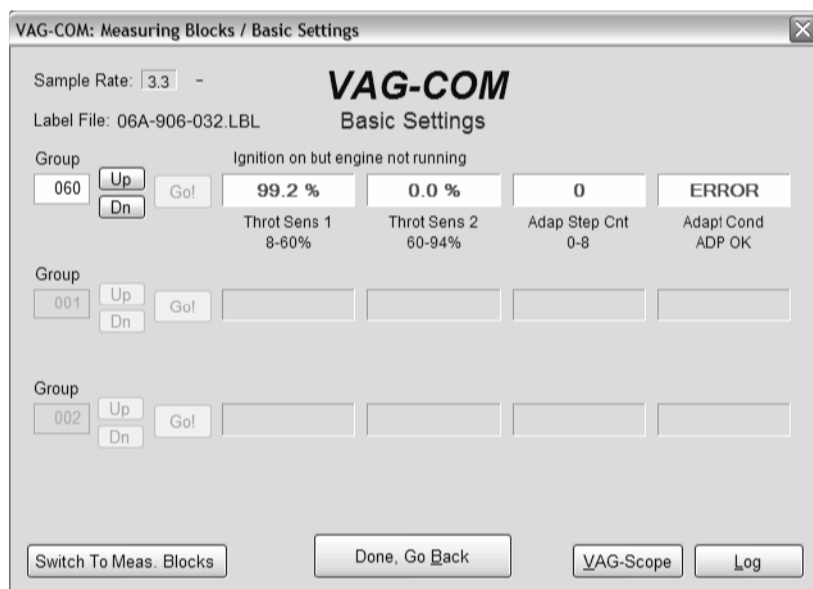 VAG-COM: Measuring Blocks / Basic Settings
Sample Rate: 3.3 -
VAG-COM
Label File: 06A-906-032.LBL
Basic Settings
Group
Ignition on but engine not running
060 Up Dn Go! 99.2 % 0.0 % 0 ERROR
Throt Sens 1 Throt Sens 2 Adap Step Cnt Adapt Cond
8-60% 60-94% 0-8 ADP OK
Group
001 Up Dn Go!
Group
002 Up Dn Go!
Switch To Meas. Blocks Done, Go Back VAG-Scope Log